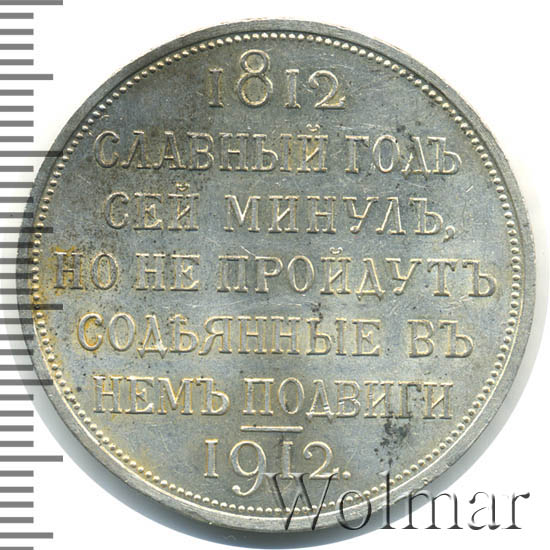 1812
СЛАВНЫЙ ГОДЪ
СЕЙ МИНУЛЪ,
НО НЕ ПРОЙДУТЪ
СОДѢЯННЫЕ ВЪ
НЕМЪ ПОДВИГИ
1912.
Wolmar